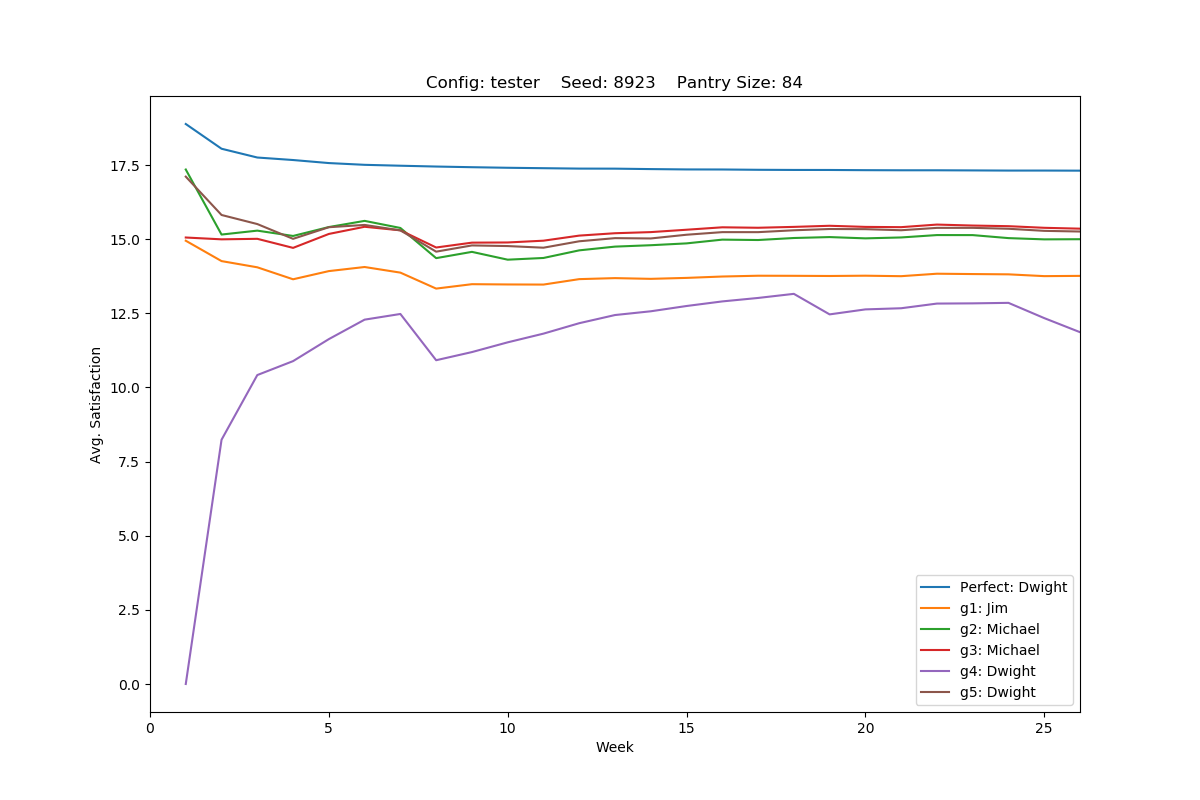 Config: tester    Seed: 8923    Pantry Size: 84
17.5
15.0
12.5
10.0
7.5
5.0
2.5
0.0
Avg. Satisfaction
Perfect: Dwight
g1: Jim
g2: Michael
g3: Michael
g4: Dwight
g5: Dwight
0 5 10 15 20 25
Week